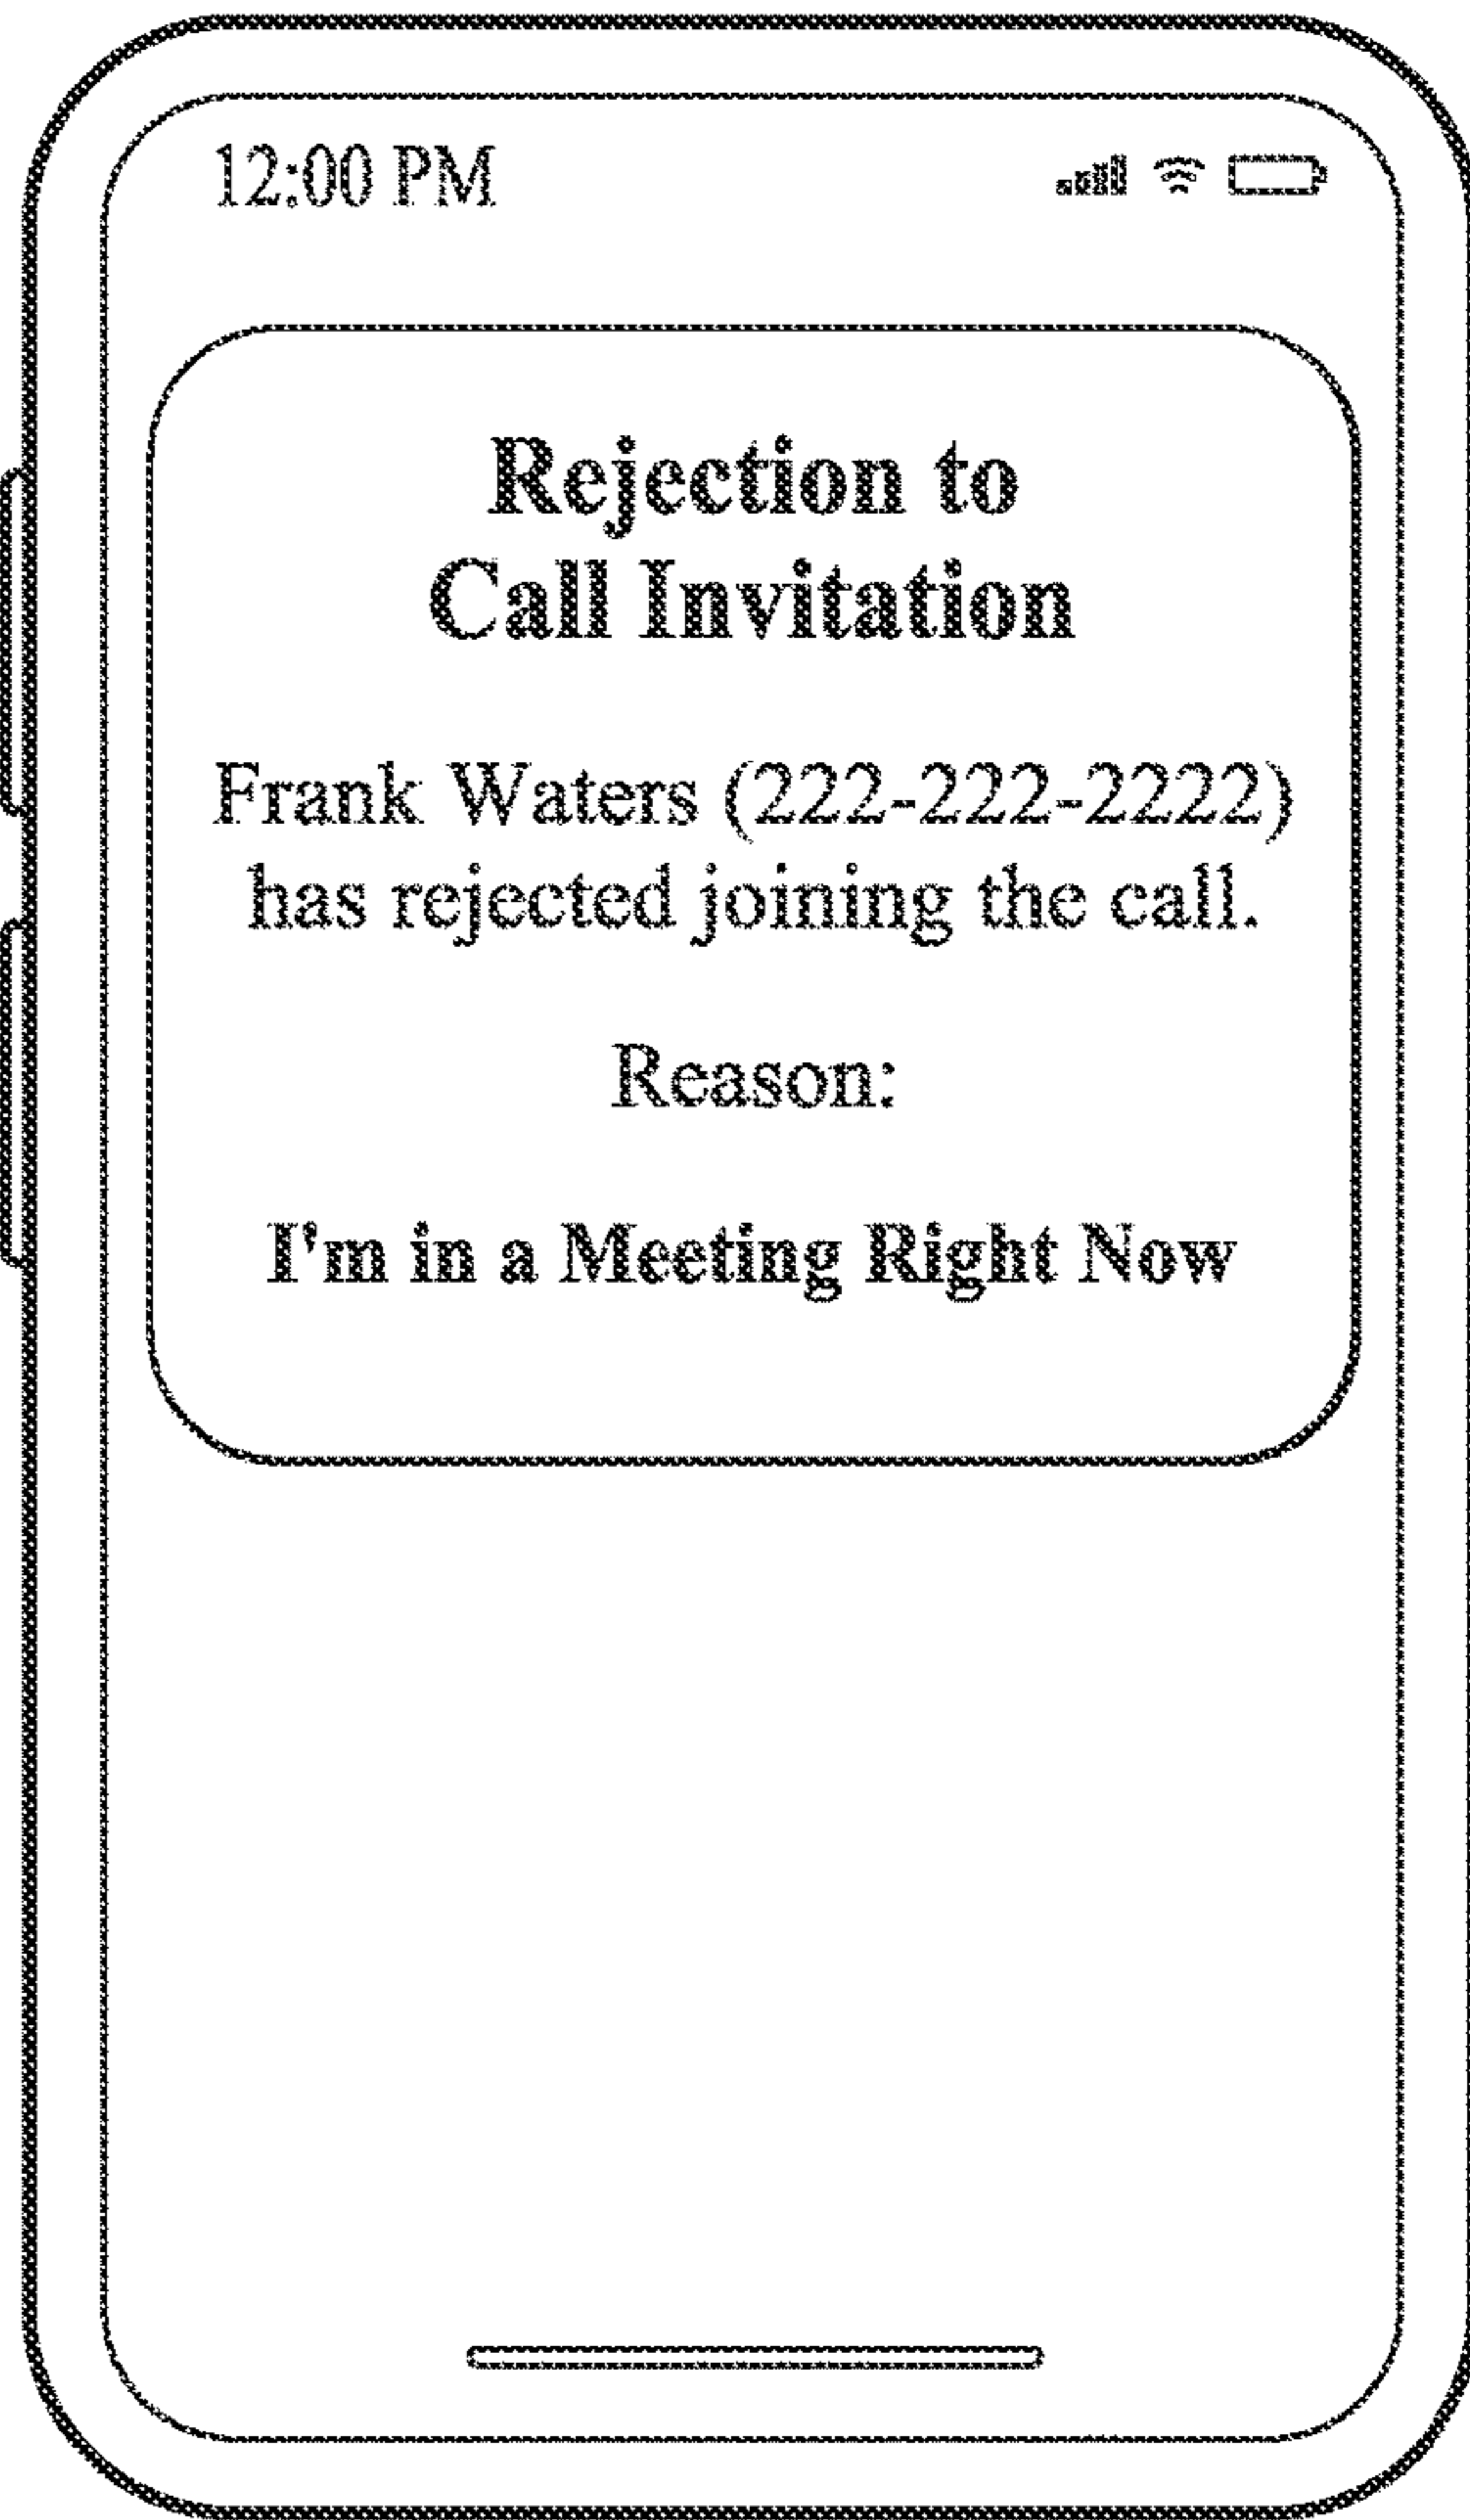 12:00 PM
Rejection to
Call Invitation
Frank Waters (222-222-2222)
has rejected joining the call.
Reason:
I'm in a Meeting Right Now